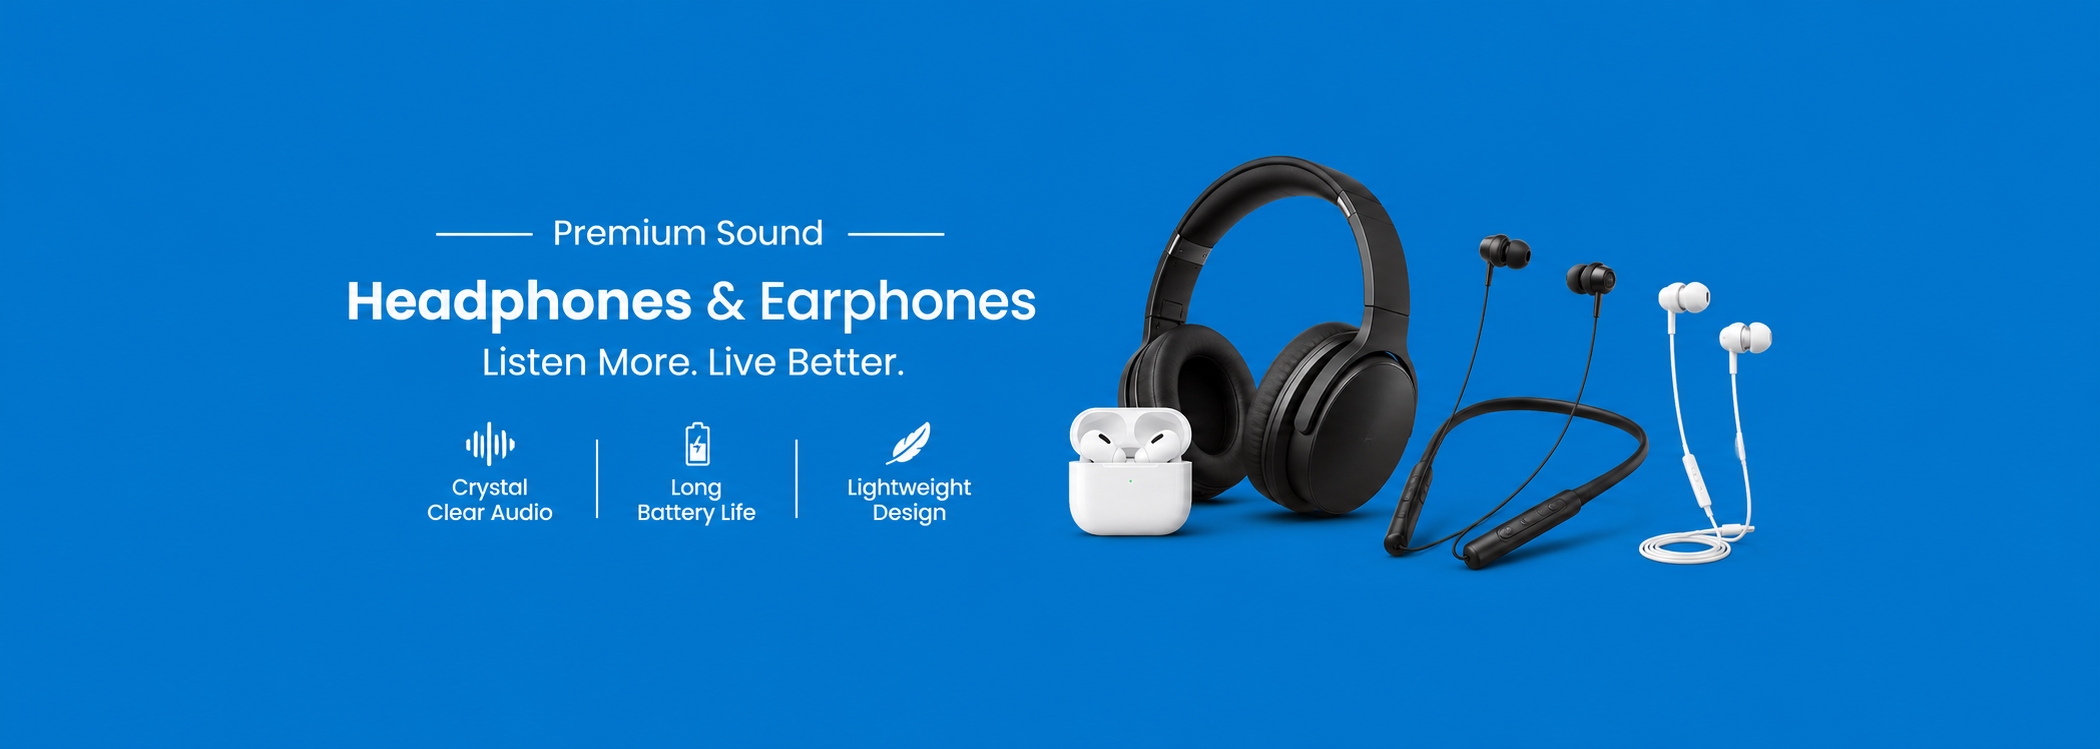 Premium Sound
Headphones & Earphones
Listen More. Live Better.
Crystal
Clear Audio
Long
Battery Life
Lightweight
Design